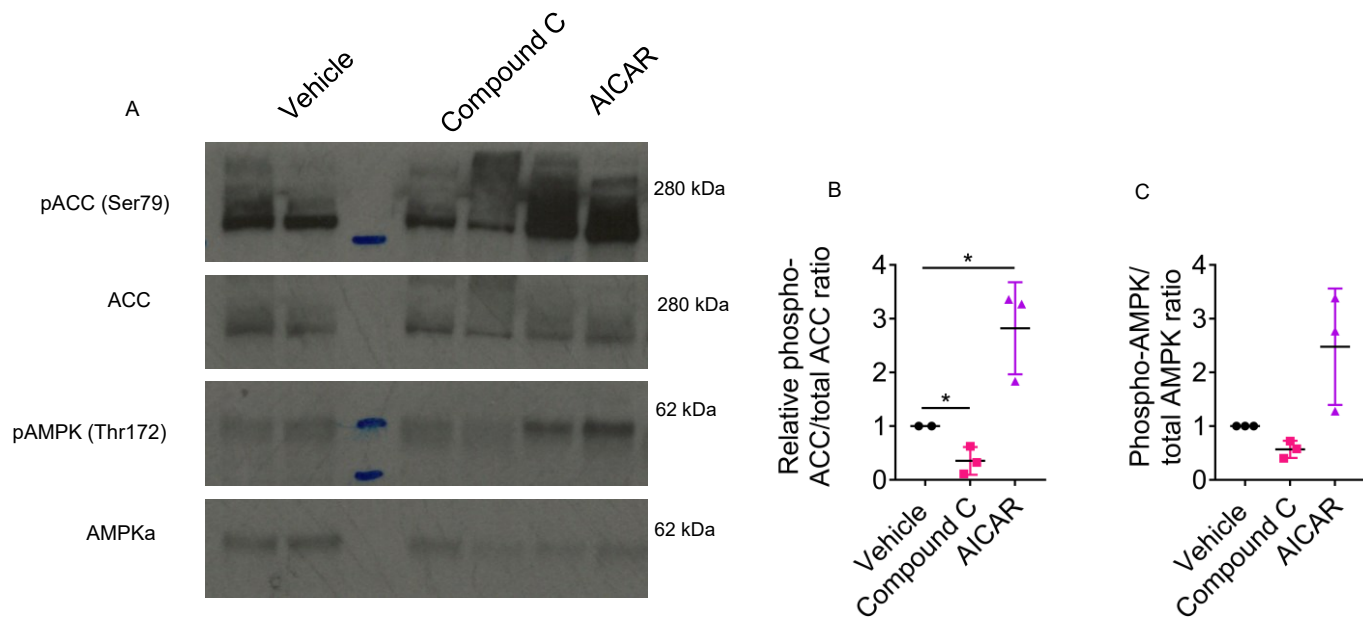 A
Vehicle
Compound C
AICAR
pACC (Ser79)
280 kDa
ACC
280 kDa
pAMPK (Thr172)
62 kDa
AMPKa
62 kDa
B
Relative phospho-
ACC/total ACC ratio
4
3
2
1
0
*
*
Vehicle
Compound C
AICAR
C
Phospho-AMPK/
total AMPK ratio
4
3
2
1
0
Vehicle
Compound C
AICAR